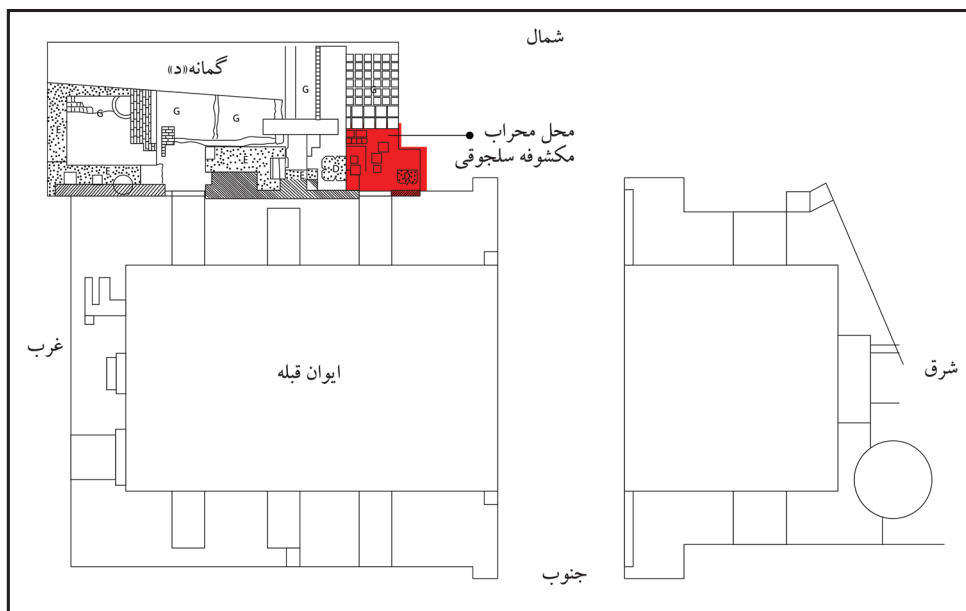 شمال
گمانه «د»
G
G
G
G
G
محل محراب
مکشوفه سلجوقی
E
E
E
E
غرب
ایوان قبله
شرق
جنوب